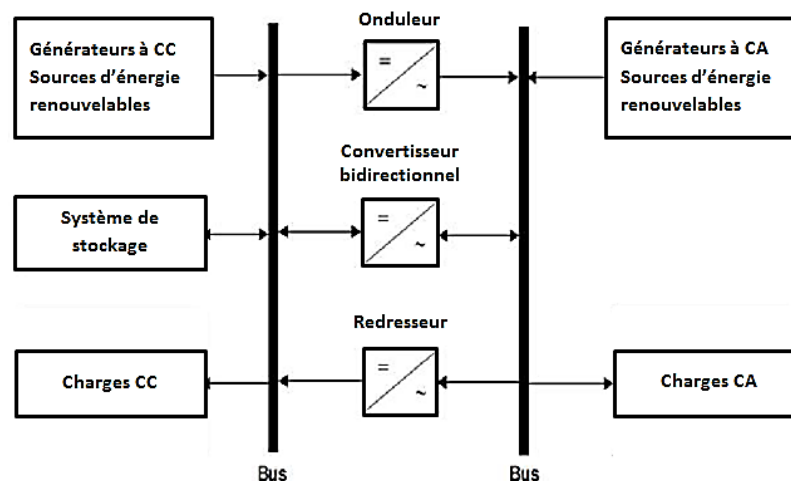 Onduleur
Générateurs à CC
Sources d'énergie
renouvelables
=
~
Générateurs à CA
Sources d'énergie
renouvelables
Convertisseur
bidirectionnel
Système de
stockage
=
~
Redresseur
Charges CC
=
~
Charges CA
Bus
Bus